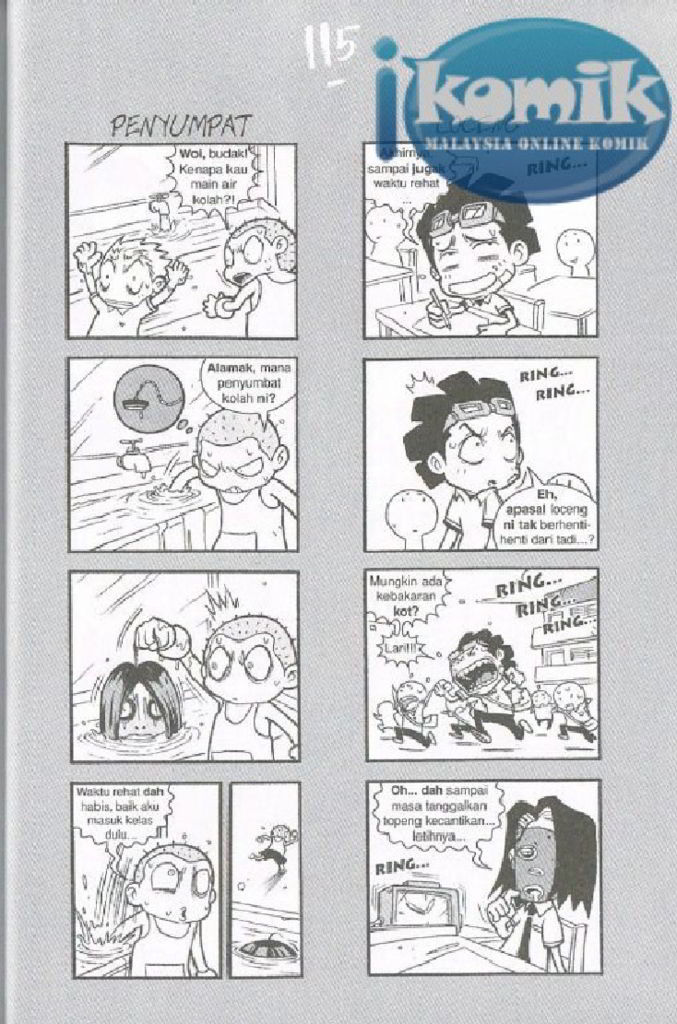 115
ikomik
MALAYSIA ONLINE KOMIK
PENYUMPAT
Woi, budak!
Kenapa kau
main air
kolah?!
Alamak, mana
penyumbat
kolah ni?
Waktu rehat dah
habis, baik aku
masuk kelas
dulu...
LOCENG
Akhirnya,
sampai jugak
waktu rehat
RING...
RING...
RING...
Eh,
apasal loceng
ni tak berhenti-
henti dari tadi...?
Mungkin ada
kebakaran
kot?
Lari!!!
RING...
RING...
RING...
Oh... dah sampai
masa tanggalkan
topeng kecantikan...
letihnya...
RING...